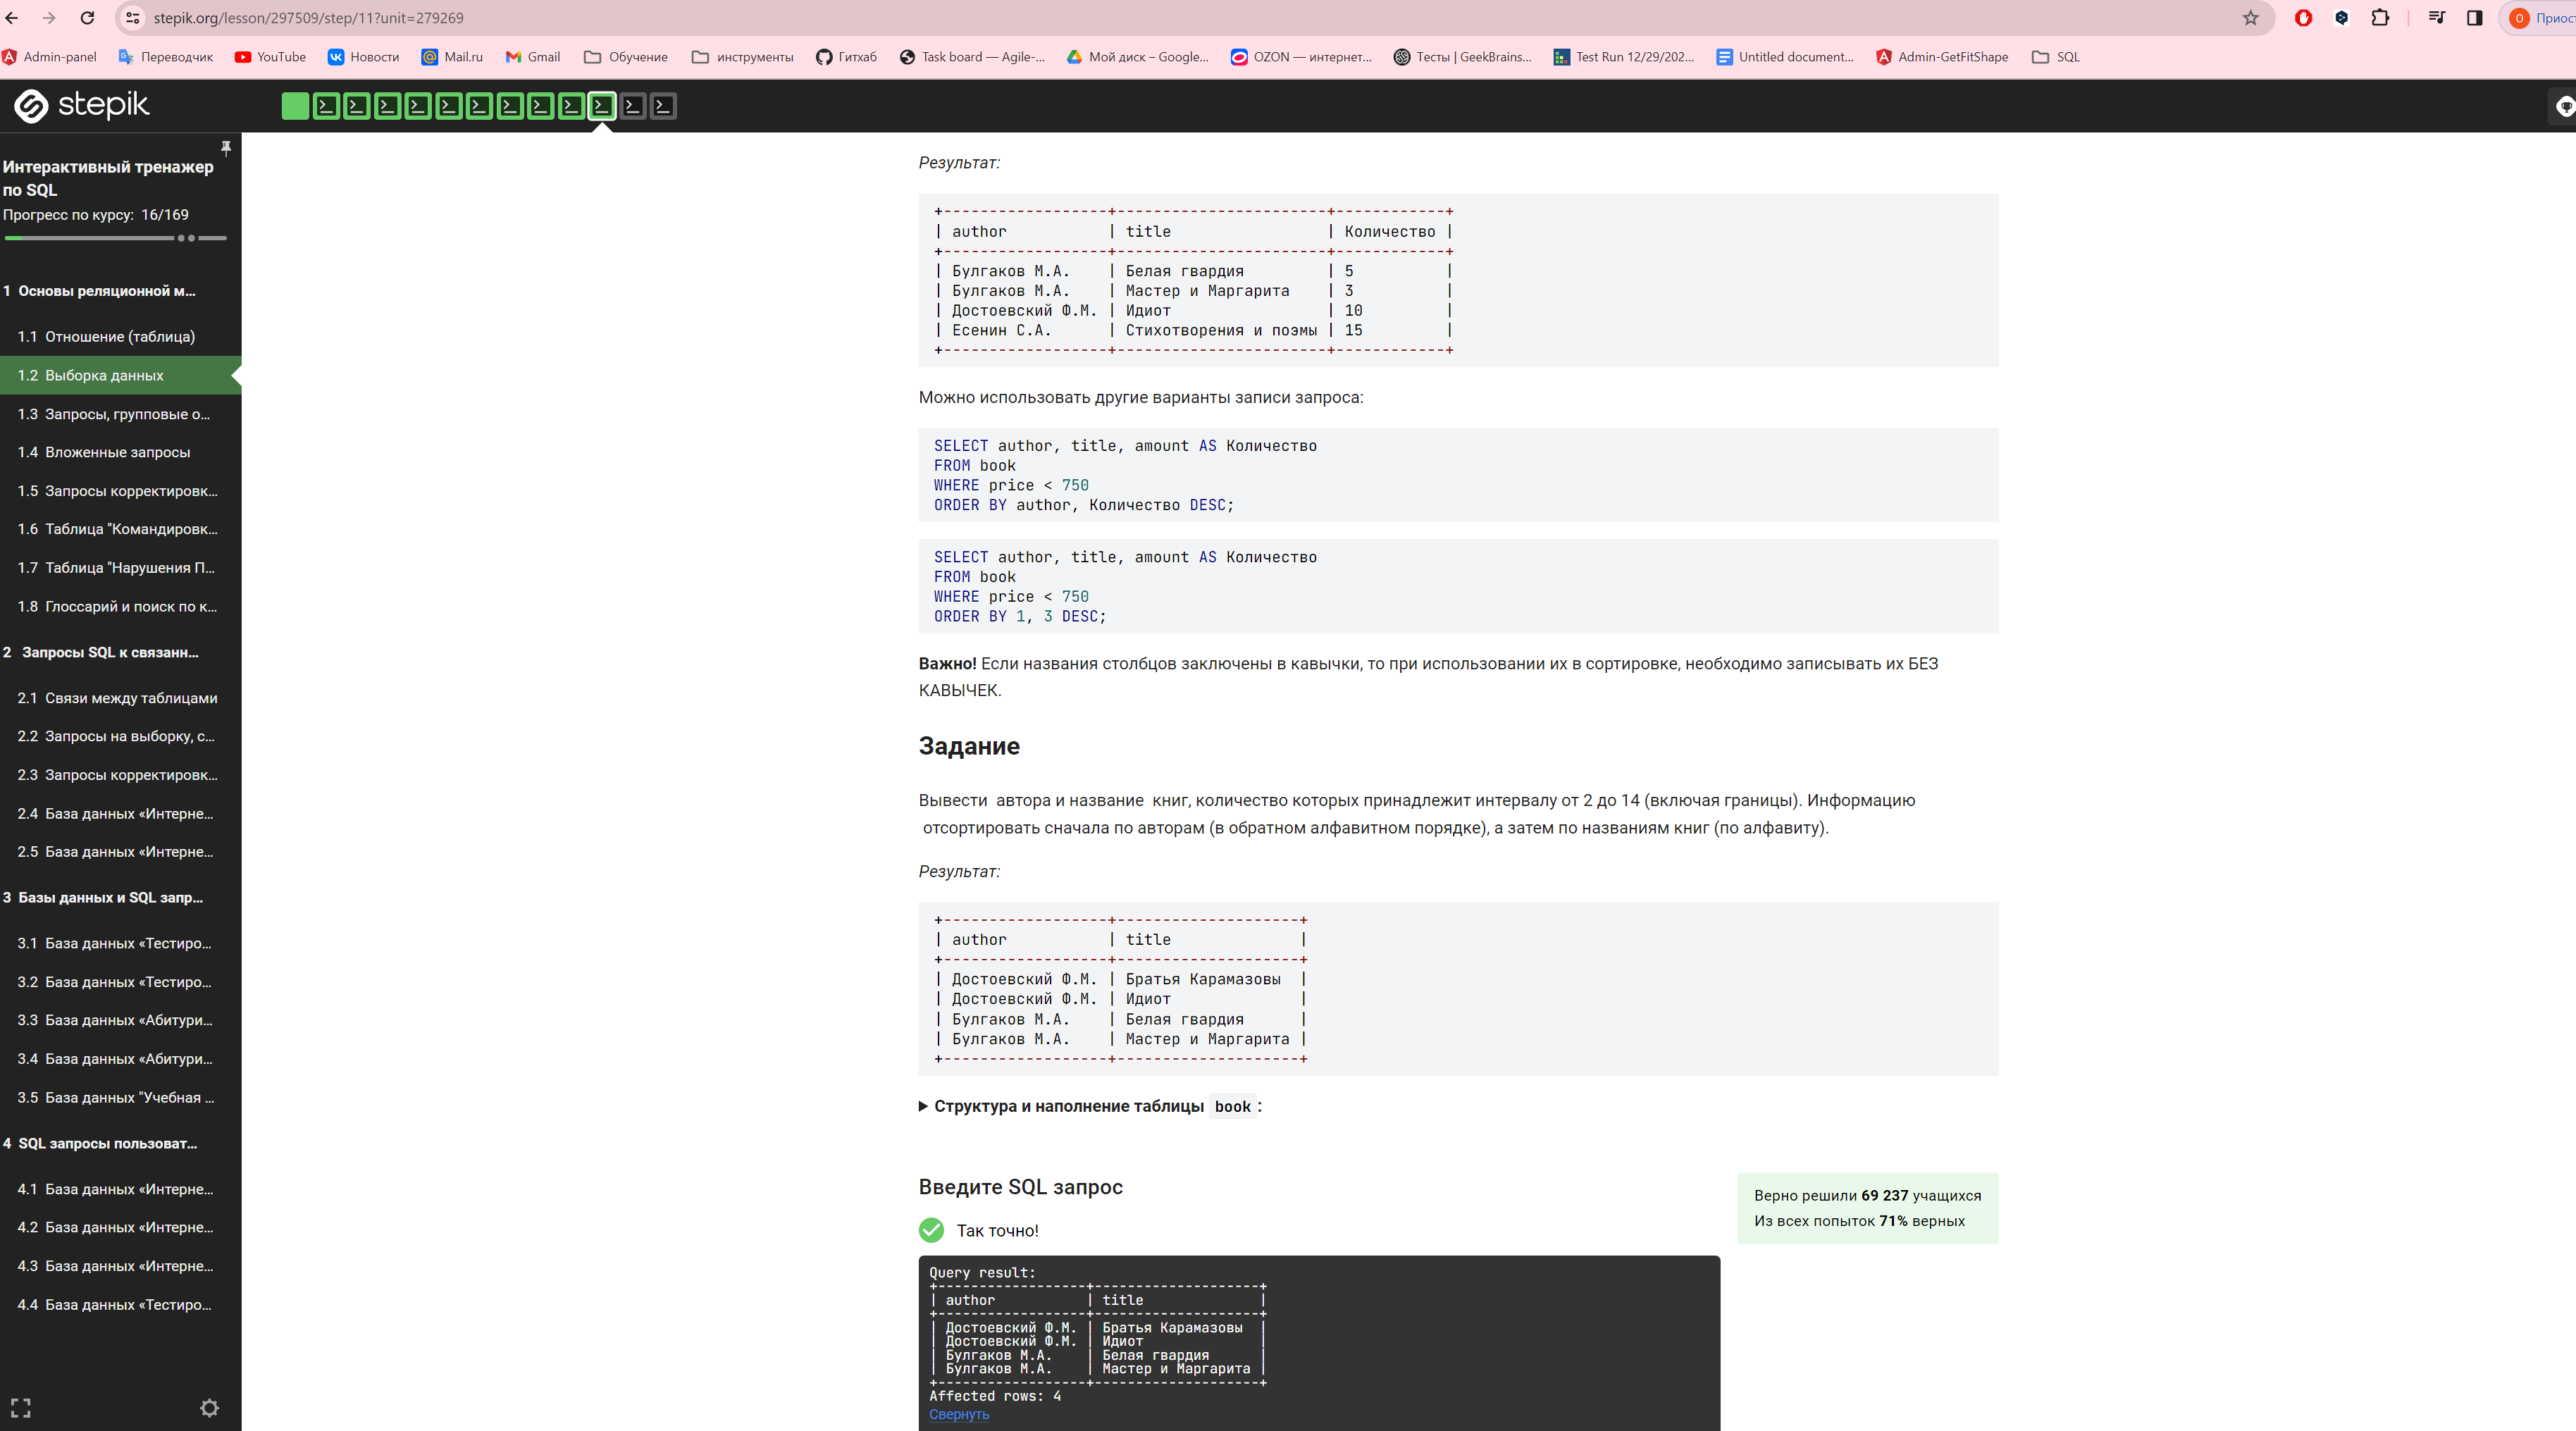 stepik.org/lesson/297509/step/11?unit=279269
О Приост
Admin-panel Переводчик YouTube Новости Mail.ru Gmail Обучение инструменты Гитхаб Task board — Agile-... Мой диск – Google... OZON — интернет... Тесты | GeekBrains... Test Run 12/29/202... Untitled document... Admin-GetFitShape SQL
stepik
Интерактивный тренажер
по SQL
Прогресс по курсу: 16/169
1 Основы реляционной м...
1.1 Отношение (таблица)
1.2 Выборка данных
1.3 Запросы, групповые о...
1.4 Вложенные запросы
1.5 Запросы корректировк...
1.6 Таблица "Командировк...
1.7 Таблица "Нарушения П...
1.8 Глоссарий и поиск по к...
2 Запросы SQL к связанн...
2.1 Связи между таблицами
2.2 Запросы на выборку, с...
2.3 Запросы корректировк...
2.4 База данных «Интерне...
2.5 База данных «Интерне...
3 Базы данных и SQL запр...
3.1 База данных «Тестиро...
3.2 База данных «Тестиро...
3.3 База данных «Абитури...
3.4 База данных «Абитури...
3.5 База данных "Учебная ...
4 SQL запросы пользоват...
4.1 База данных «Интерне...
4.2 База данных «Интерне...
4.3 База данных «Интерне...
4.4 База данных «Тестиро...
Результат:
+------------------+-----------------------+------------+
| author | title | Количество |
+------------------+-----------------------+------------+
| Булгаков М.А. | Белая гвардия | 5 |
| Булгаков М.А. | Мастер и Маргарита | 3 |
| Достоевский Ф.М. | Идиот | 10 |
| Есенин С.А. | Стихотворения и поэмы | 15 |
+------------------+-----------------------+------------+
Можно использовать другие варианты записи запроса:
SELECT author, title, amount AS Количество
FROM book
WHERE price < 750
ORDER BY author, Количество DESC;
SELECT author, title, amount AS Количество
FROM book
WHERE price < 750
ORDER BY 1, 3 DESC;
Важно! Если названия столбцов заключены в кавычки, то при использовании их в сортировке, необходимо записывать их БЕЗ
КАВЫЧЕК.
Задание
Вывести автора и название книг, количество которых принадлежит интервалу от 2 до 14 (включая границы). Информацию
отсортировать сначала по авторам (в обратном алфавитном порядке), а затем по названиям книг (по алфавиту).
Результат:
+------------------+--------------------+
| author | title |
+------------------+--------------------+
| Достоевский Ф.М. | Братья Карамазовы |
| Достоевский Ф.М. | Идиот |
| Булгаков М.А. | Белая гвардия |
| Булгаков М.А. | Мастер и Маргарита |
+------------------+--------------------+
Структура и наполнение таблицы book :
Введите SQL запрос
Так точно!
Верно решили 69 237 учащихся
Из всех попыток 71% верных
Query result:
+------------------+--------------------+
| author | title |
+------------------+--------------------+
| Достоевский Ф.М. | Братья Карамазовы |
| Достоевский Ф.М. | Идиот |
| Булгаков М.А. | Белая гвардия |
| Булгаков М.А. | Мастер и Маргарита |
+------------------+--------------------+
Affected rows: 4
Свернуть